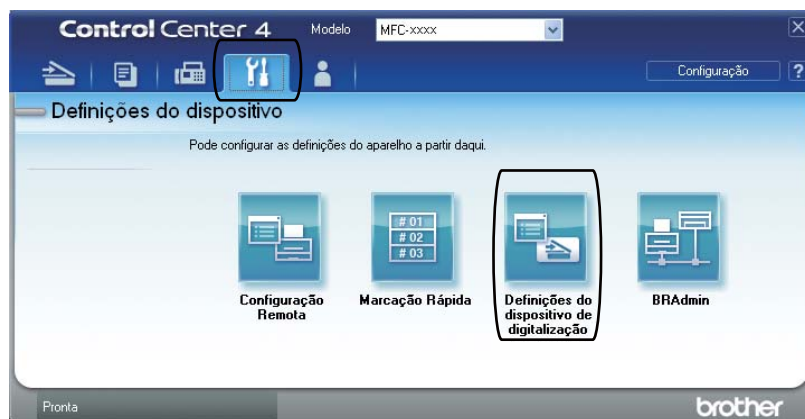 Control Center 4 Modelo MFC-xxxx X
Configuração ?
Definições do dispositivo
Pode configurar as definições do aparelho a partir daqui.
# 01
# 02
# 03
Configuração
Remota
Marcação Rápida
Definições do
dispositivo de
digitalização
BRAdmin
Pronta brother